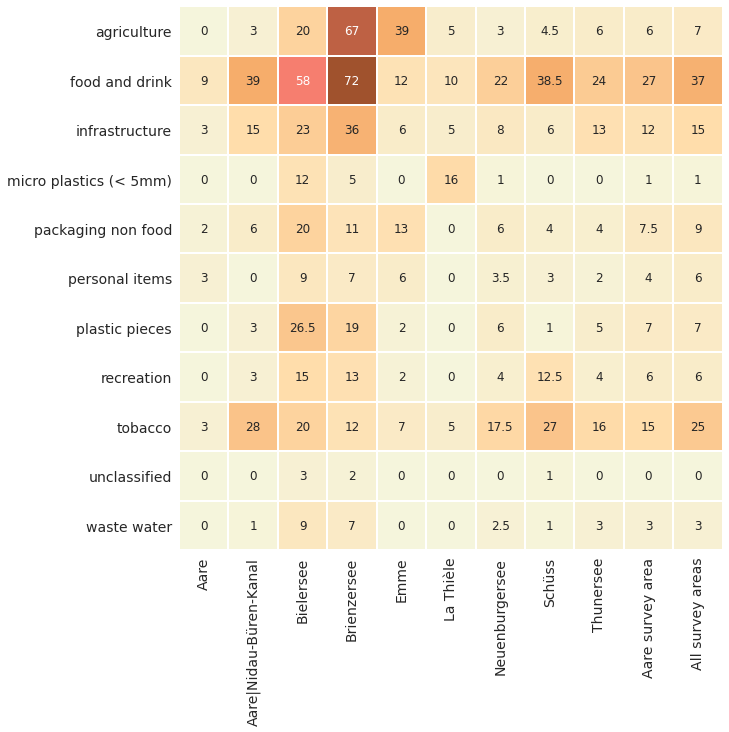 agriculture 0 3 20 67 39 5 3 4.5 6 6 7
food and drink 9 39 58 72 12 10 22 38.5 24 27 37
infrastructure 3 15 23 36 6 5 8 6 13 12 15
micro plastics (< 5mm) 0 0 12 5 0 16 1 0 0 1 1
packaging non food 2 6 20 11 13 0 6 4 4 7.5 9
personal items 3 0 9 7 6 0 3.5 3 2 4 6
plastic pieces 0 3 26.5 19 2 0 6 1 5 7 7
recreation 0 3 15 13 2 0 4 12.5 4 6 6
tobacco 3 28 20 12 7 5 17.5 27 16 15 25
unclassified 0 0 3 2 0 0 0 1 0 0 0
waste water 0 1 9 7 0 0 2.5 1 3 3 3
Aare
Aare|Nidau-Büren-Kanal
Bielersee
Brienzersee
Emme
La Thièle
Neuenburgersee
Schüss
Thunersee
Aare survey area
All survey areas